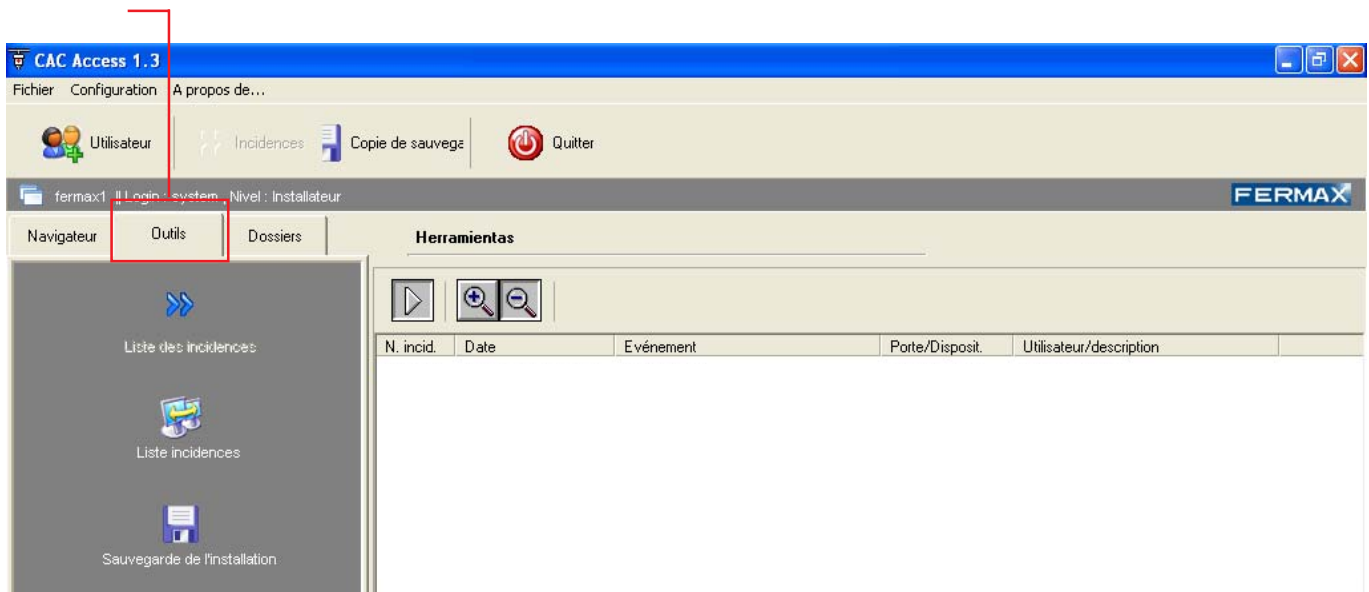 CAC Access 1.3
Fichier Configuration A propos de...
Utilisateur Incidences Copie de sauvega Quitter
fermax1 || Login : system , Nivel : Installateur FERMAX
Navigateur Outils Dossiers Herramientas
N. incid. Date Evénement Porte/Disposit. Utilisateur/description
Liste des incidences
Liste incidences
Sauvegarde de l'installation